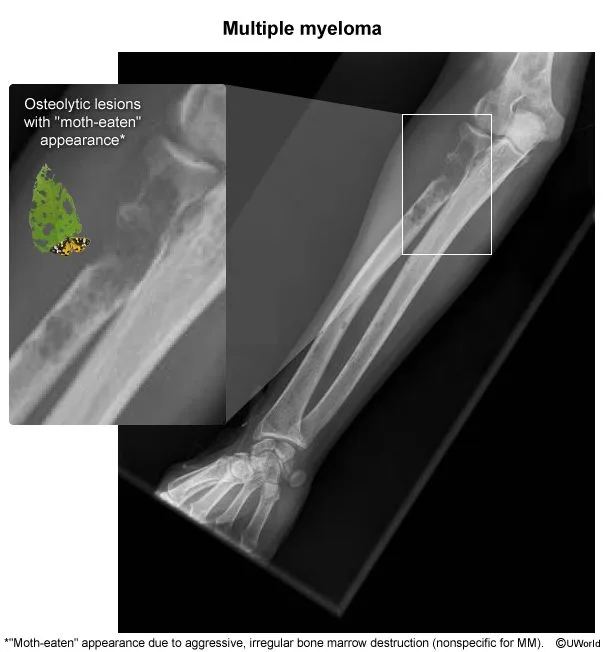 Multiple myeloma
Osteolytic lesions
with "moth-eaten"
appearance*
*"Moth-eaten" appearance due to aggressive, irregular bone marrow destruction (nonspecific for MM). ©UWorld